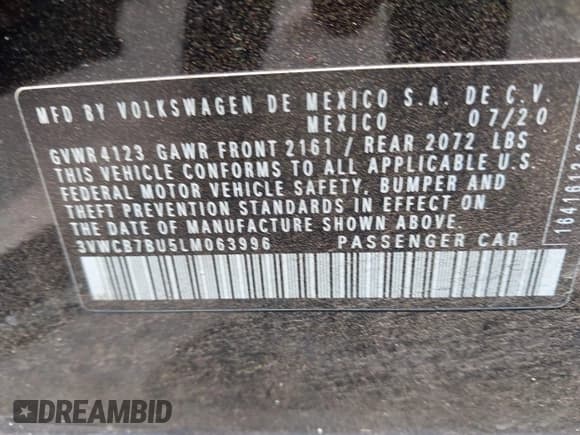 MFD BY VOLKSWAGEN DE MEXICO S.A. DE C.V.
MEXICO 07/20
GVWR 4123 GAWR FRONT 2161 / REAR 2072 LBS
THIS VEHICLE CONFORMS TO ALL APPLICABLE U.S.
FEDERAL MOTOR VEHICLE SAFETY, BUMPER AND
THEFT PREVENTION STANDARDS IN EFFECT ON
THE DATE OF MANUFACTURE SHOWN ABOVE.
3VWCB7BU5LM063996 PASSENGER CAR
DREAMBID